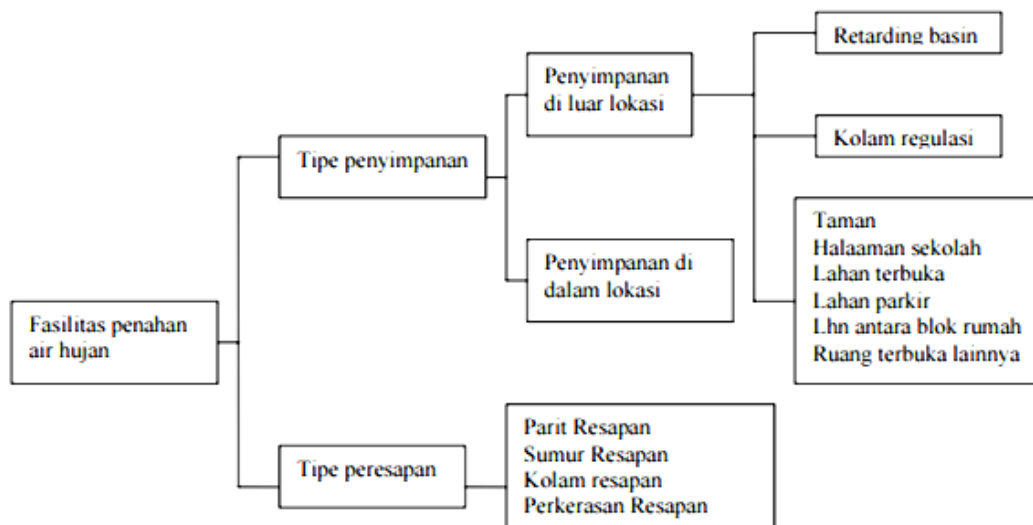 Retarding basin
Penyimpanan
di luar lokasi
Kolam regulasi
Tipe penyimpanan
Taman
Halaaman sekolah
Lahan terbuka
Lahan parkir
Lhn antara blok rumah
Ruang terbuka lainnya
Penyimpanan di
dalam lokasi
Fasilitas penahan
air hujan
Parit Resapan
Sumur Resapan
Kolam resapan
Perkerasan Resapan
Tipe peresapan